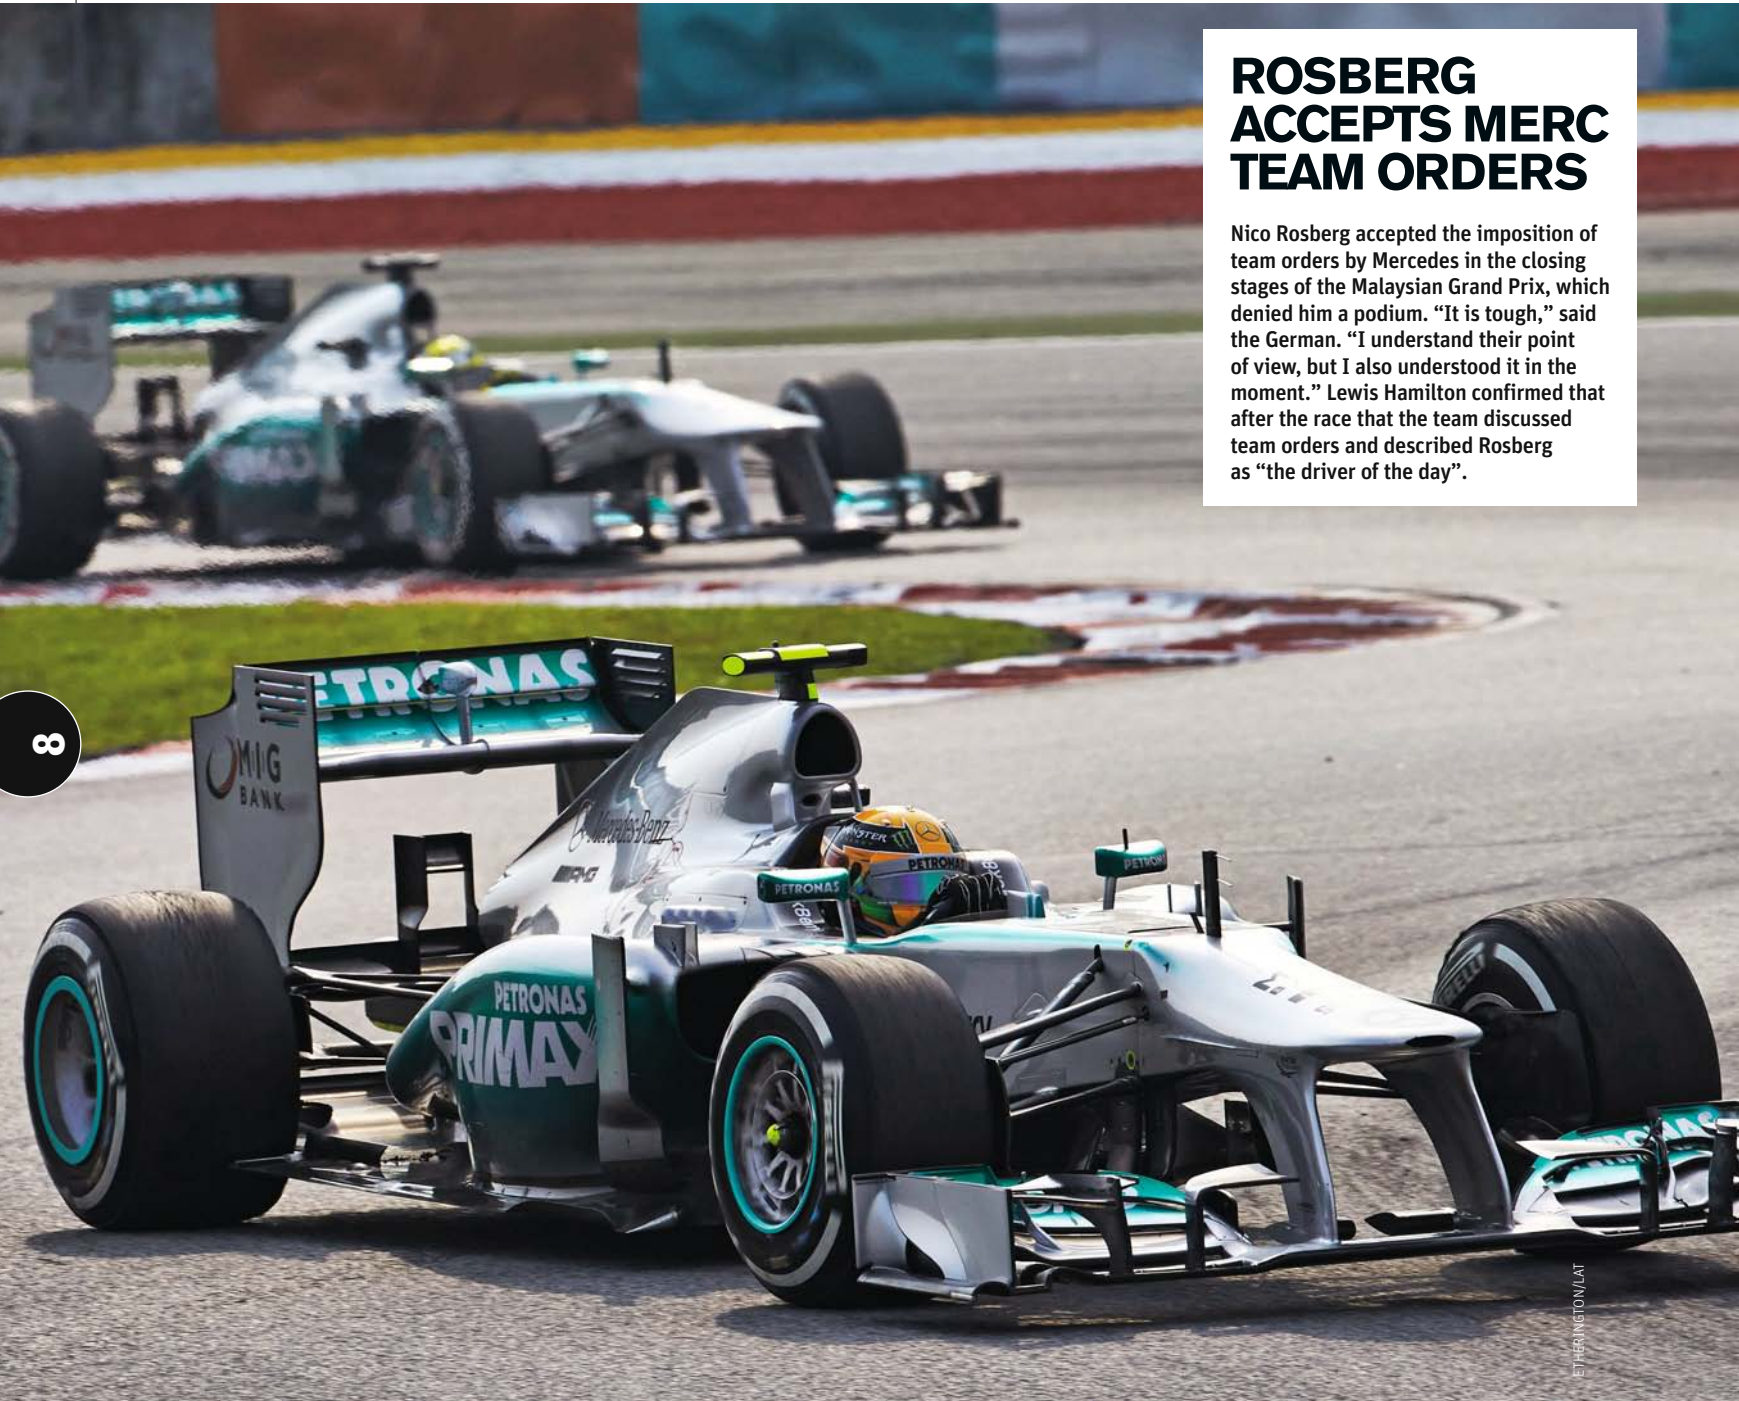 ROSBERG
ACCEPTS MERC
TEAM ORDERS
Nico Rosberg accepted the imposition of
team orders by Mercedes in the closing
stages of the Malaysian Grand Prix, which
denied him a podium. “It is tough,” said
the German. “I understand their point
of view, but I also understood it in the
moment.” Lewis Hamilton confirmed that
after the race that the team discussed
team orders and described Rosberg
as “the driver of the day”.
8
MIG
BANK
Mercedes-Benz
AMG
PETRONAS
PETRONAS
PETRONAS
PRIMAX
ETHERINGTON/LAT